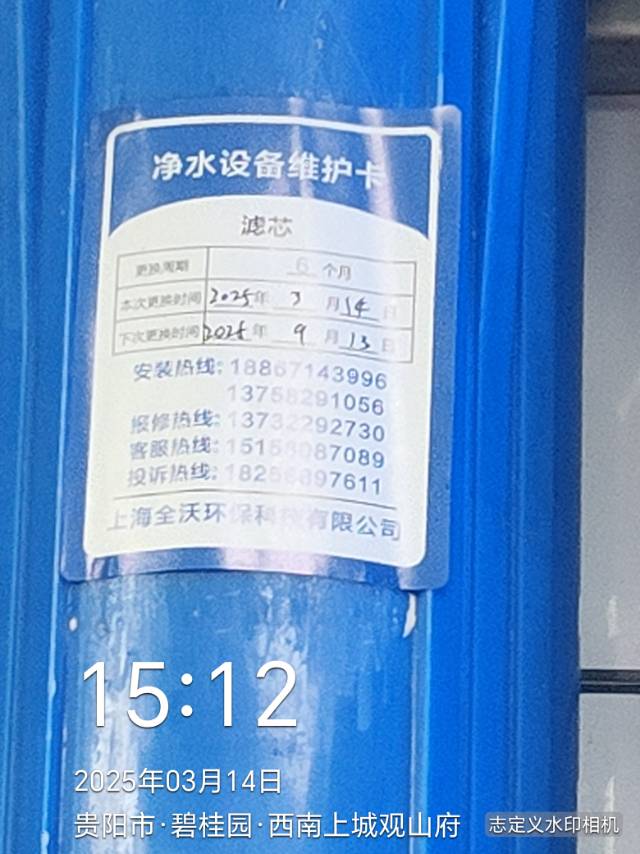 净水设备维护卡
滤芯
更换周期 6 个月
本次更换时间 2025年 3 月 14 日
下次更换时间 2025年 9 月 13 日
安装热线: 18867143996
13758291056
报修热线: 13732292730
客服热线: 15158087089
投诉热线:
上海全沃环保科技有限公司
15:12
2025年03月14日
贵阳市·碧桂园·西南上城观山府
志定义水印相机